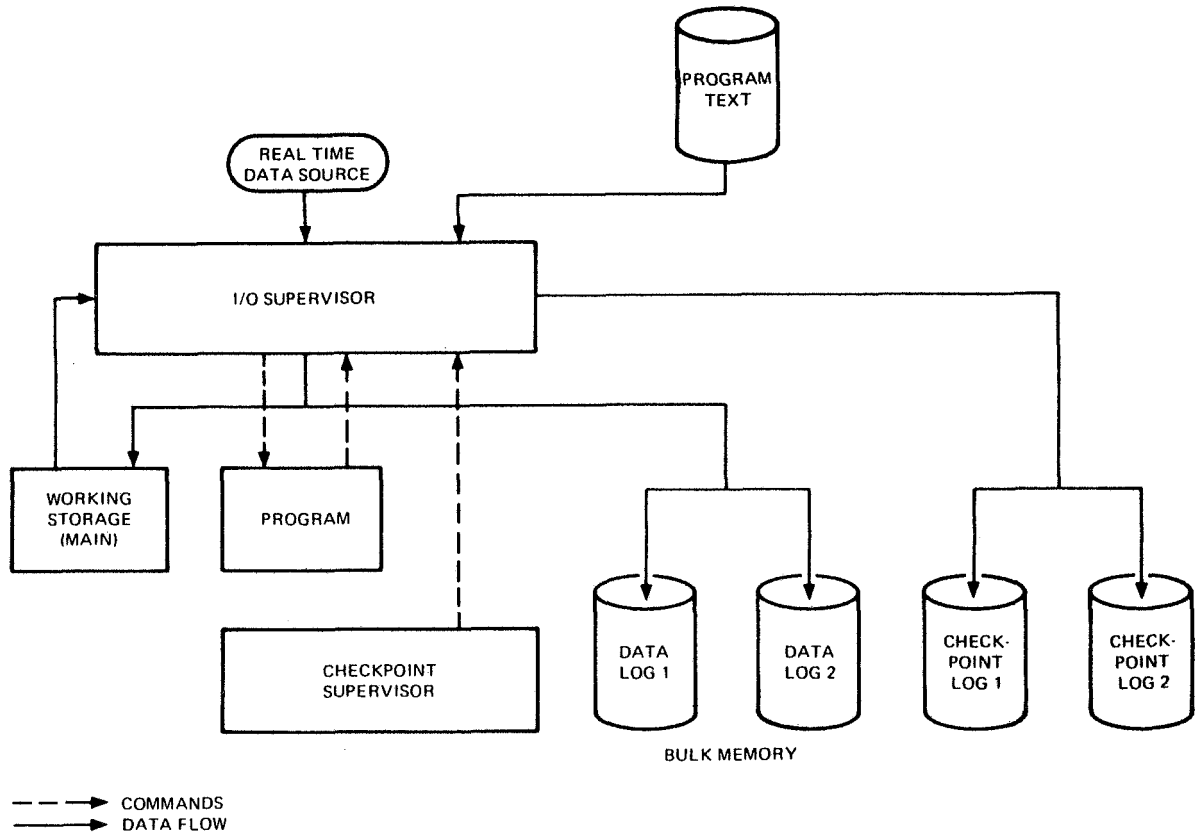 PROGRAM
TEXT
REAL TIME
DATA SOURCE
I/O SUPERVISOR
WORKING
STORAGE
(MAIN)
PROGRAM
CHECKPOINT
SUPERVISOR
DATA
LOG 1
DATA
LOG 2
CHECK-
POINT
LOG 1
CHECK-
POINT
LOG 2
BULK MEMORY
COMMANDS
DATA FLOW